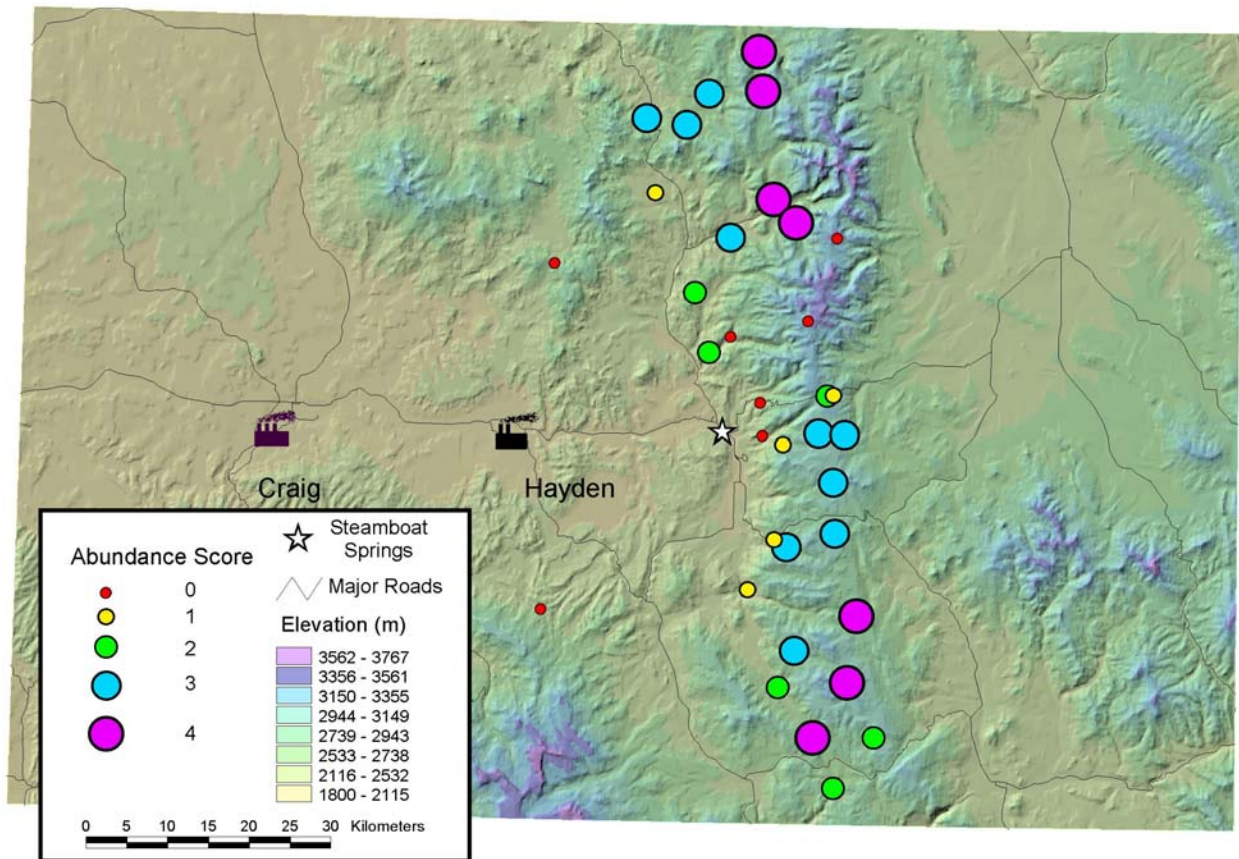 Craig
Hayden
Abundance Score
0
1
2
3
4
Steamboat
Springs
Major Roads
Elevation (m)
3562 - 3767
3356 - 3561
3150 - 3355
2944 - 3149
2739 - 2943
2533 - 2738
2116 - 2532
1800 - 2115
0 5 10 15 20 25 30 Kilometers